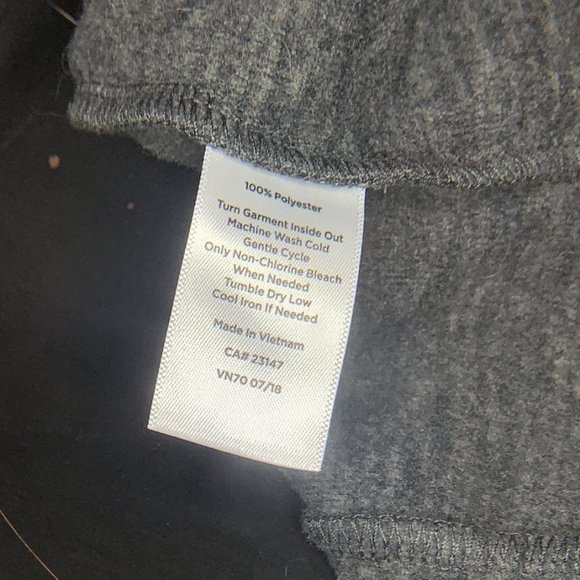 100% Polyester
Turn Garment Inside Out
Machine Wash Cold
Gentle Cycle
Only Non-Chlorine Bleach
When Needed
Tumble Dry Low
Cool Iron If Needed
Made In Vietnam
CA# 23147
VN70 07/18